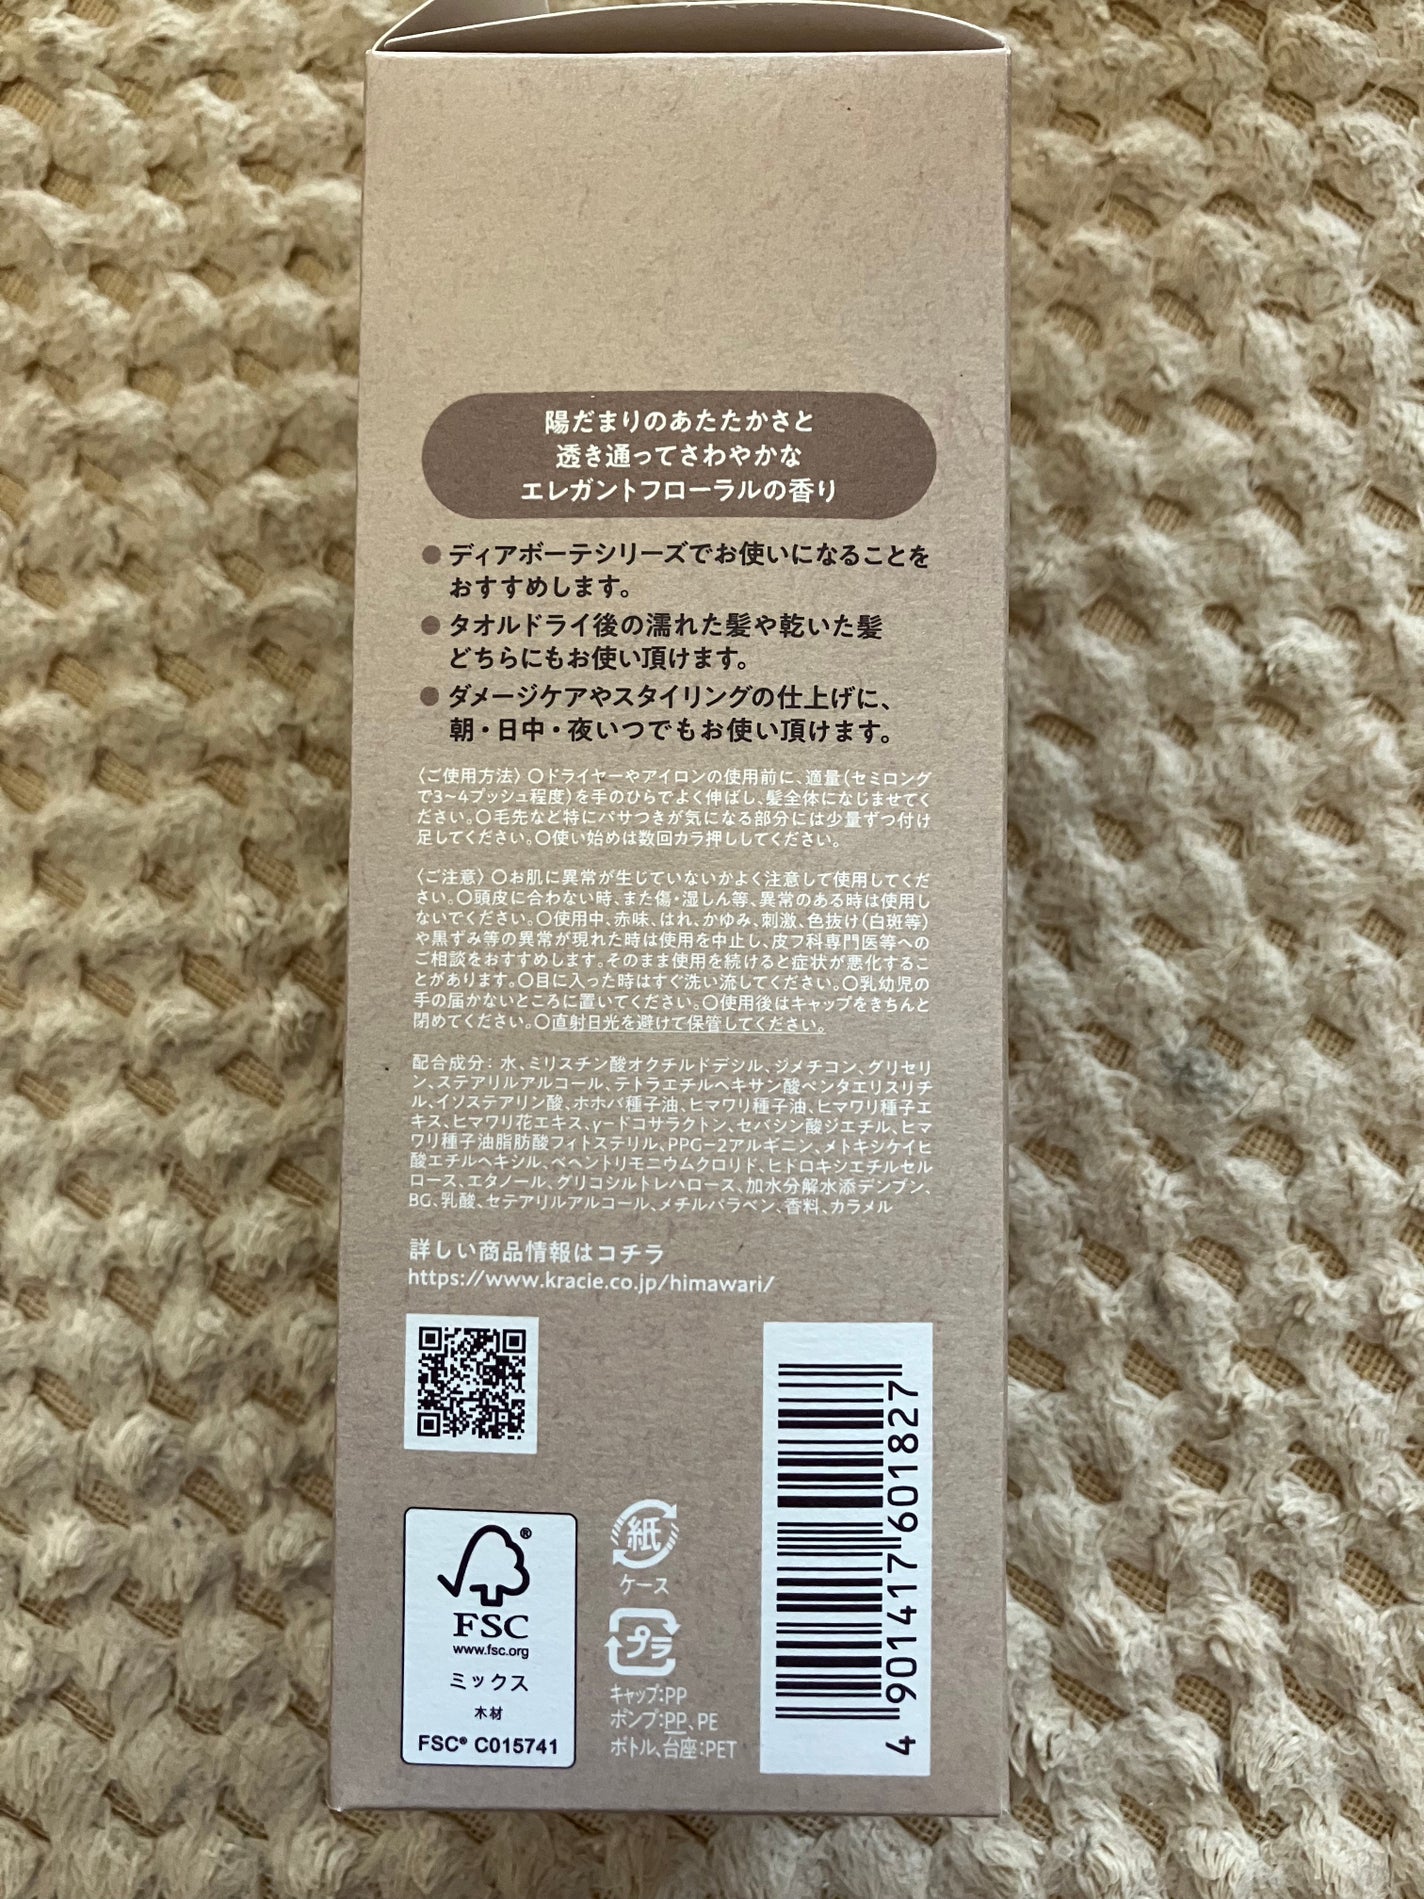 陽だまりのあたたかさと
透き通ってさわやかな
エレガントフローラルの香り
●ディアボーテシリーズでお使いになることを
おすすめします。
●タオルドライ後の濡れた髪や乾いた髪
どちらにもお使い頂けます。
●ダメージケアやスタイリングの仕上げに、
朝・日中・夜いつでもお使い頂けます。
〈ご使用方法〉〇ドライヤーやアイロンの使用前に、適量(セミロング
で3~4プッシュ程度)を手のひらでよく伸ばし、髪全体になじませてく
ださい。〇毛先など特にパサつきが気になる部分には少量ずつ付け
足してください。〇使い始めは数回カラ押ししてください。
〈ご注意〉〇お肌に異常が生じていないかよく注意して使用してくだ
さい。〇頭皮に合わない時、また傷・湿しん等、異常のある時は使用し
ないでください。〇使用中、赤味、はれ、かゆみ、刺激、色抜け(白斑等)
や黒ずみ等の異常が現れた時は使用を中止し、皮フ科専門医等への
ご相談をおすすめします。そのまま使用を続けると症状が悪化するこ
とがあります。〇目に入った時はすぐ洗い流してください。〇乳幼児の
手の届かないところに置いてください。〇使用後はキャップをきちんと
閉めてください。〇直射日光を避けて保管してください。
配合成分:水、ミリスチン酸オクチルドデシル、ジメチコン、グリセリ
ン、ステアリルアルコール、テトラエチルヘキサン酸ペンタエリスリチ
ル、イソステアリン酸、ホホバ種子油、ヒマワリ種子油、ヒマワリ種子エ
キス、ヒマワリ花エキス、γ-ドコサラクトン、セバシン酸ジエチル、ヒマ
ワリ種子油脂肪酸フィトステリル、PPG-2アルギニン、メトキシケイヒ
酸エチルヘキシル、ベヘントリモニウムクロリド、ヒドロキシエチルセル
ロース、エタノール、グリコシルトレハロース、加水分解水添デンプン、
BG、乳酸、セテアリルアルコール、メチルパラベン、香料、カラメル
詳しい商品情報はコチラ
https://www.kracie.co.jp/himawari/
FSC®
www.fsc.org
ミックス
木材
FSC® C015741
紙
ケース
プラ
キャップ:PP
ポンプ:PP、PE
ボトル、台座:PET
4 901417 601827